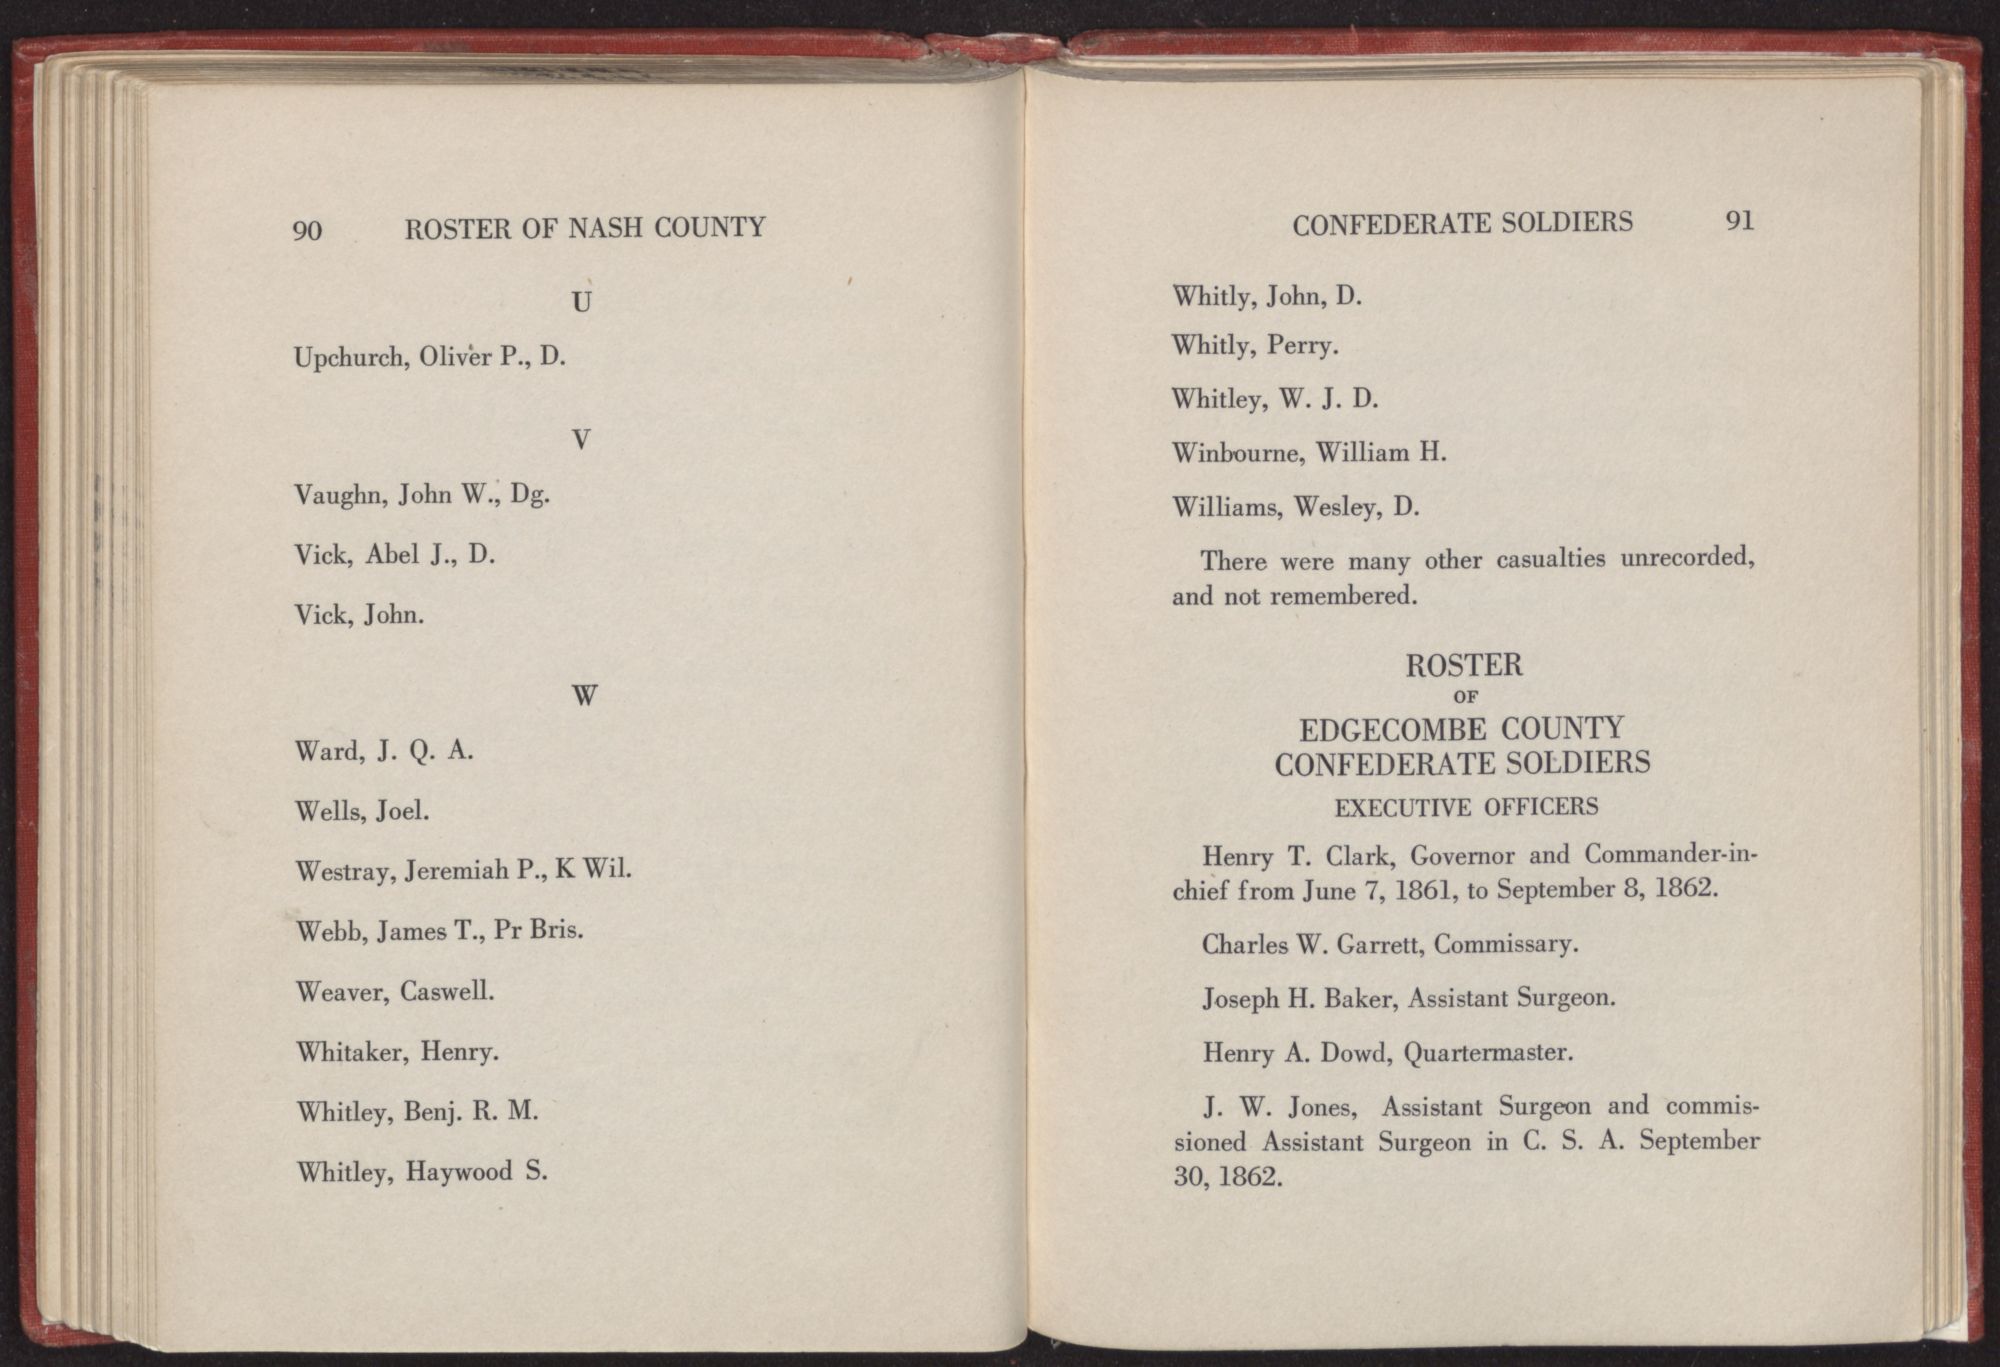 90 ROSTER OF NASH COUNTY
U
Upchurch, Oliver P., D.
V
Vaughn, John W., Dg.
Vick, Abel J., D.
Vick, John.
W
Ward, J. Q. A.
Wells, Joel.
Westray, Jeremiah P., K Wil.
Webb, James T., Pr Bris.
Weaver, Caswell.
Whitaker, Henry.
Whitley, Benj. R. M.
Whitley, Haywood S.
CONFEDERATE SOLDIERS 91
Whitly, John, D.
Whitly, Perry.
Whitley, W. J. D.
Winbourne, William H.
Williams, Wesley, D.
There were many other casualties unrecorded,
and not remembered.
ROSTER
OF
EDGECOMBE COUNTY
CONFEDERATE SOLDIERS
EXECUTIVE OFFICERS
Henry T. Clark, Governor and Commander-in-
chief from June 7, 1861, to September 8, 1862.
Charles W. Garrett, Commissary.
Joseph H. Baker, Assistant Surgeon.
Henry A. Dowd, Quartermaster.
J. W. Jones, Assistant Surgeon and commis-
sioned Assistant Surgeon in C. S. A. September
30, 1862.